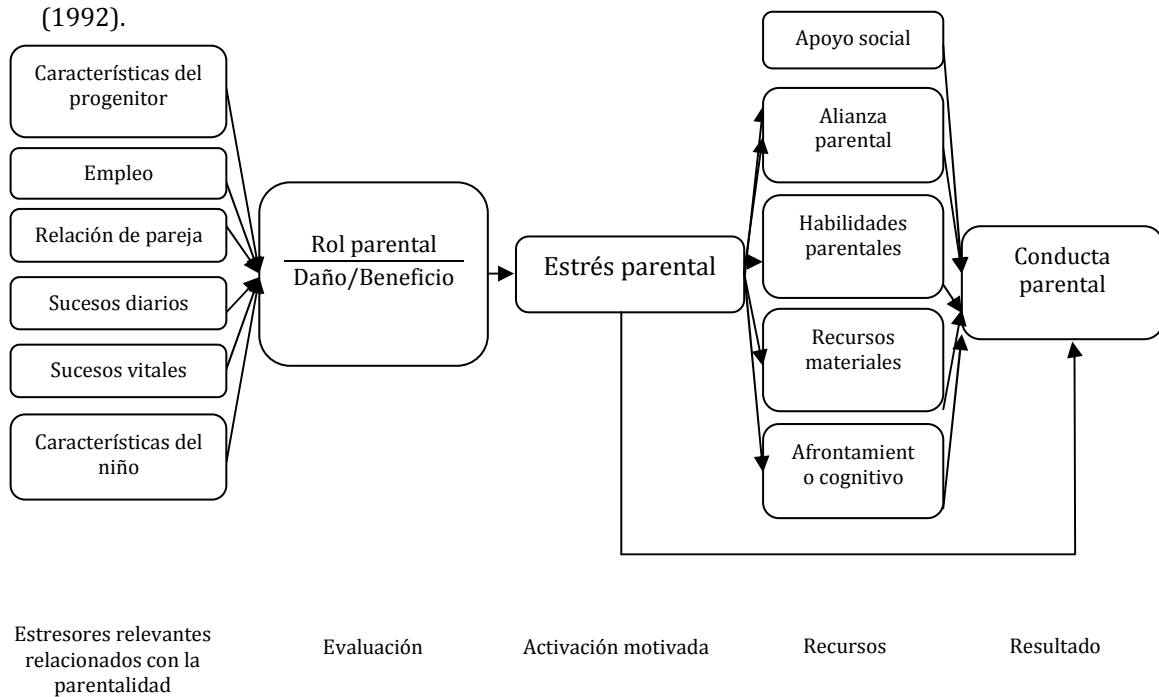 (1992).
Características del
progenitor
Empleo
Relación de pareja
Sucesos diarios
Sucesos vitales
Características del
niño
Rol parental
Daño/Beneficio
Estrés parental
Apoyo social
Alianza
parental
Habilidades
parentales
Recursos
materiales
Afrontamient
o cognitivo
Conducta
parental
Estresores relevantes
relacionados con la
parentalidad
Evaluación
Activación motivada
Recursos
Resultado